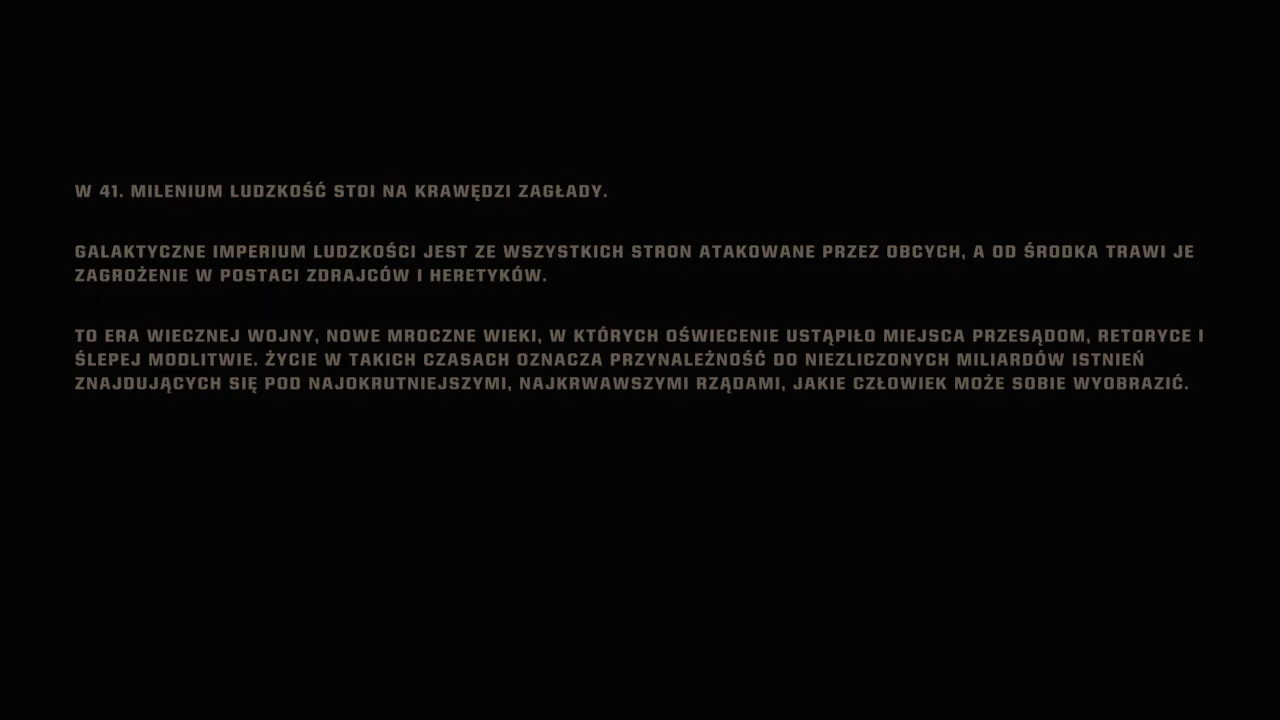 W 41. MILENIUM LUDZKOŚĆ STOI NA KRAWĘDZI ZAGŁADY.
GALAKTYCZNE IMPERIUM LUDZKOŚCI JEST ZE WSZYSTKICH STRON ATAKOWANE PRZEZ OBCYCH, A OD ŚRODKA TRAWI JE
ZAGROŻENIE W POSTACI ZDRAJCÓW I HERETYKÓW.
TO ERA WIECZNEJ WOJNY, NOWE MROCZNE WIEKI, W KTÓRYCH OŚWIECENIE USTĄPIŁO MIEJSCA PRZESĄDOM, RETORYCE I
ŚLEPEJ MODLITWIE. ŻYCIE W TAKICH CZASACH OZNACZA PRZYNALEŻNOŚĆ DO NIEZLICZONYCH MILIARDÓW ISTNIEŃ
ZNAJDUJĄCYCH SIĘ POD NAJOKRUTNIEJSZYMI, NAJKRWAWSZYMI RZĄDAMI, JAKIE CZŁOWIEK MOŻE SOBIE WYOBRAZIĆ.